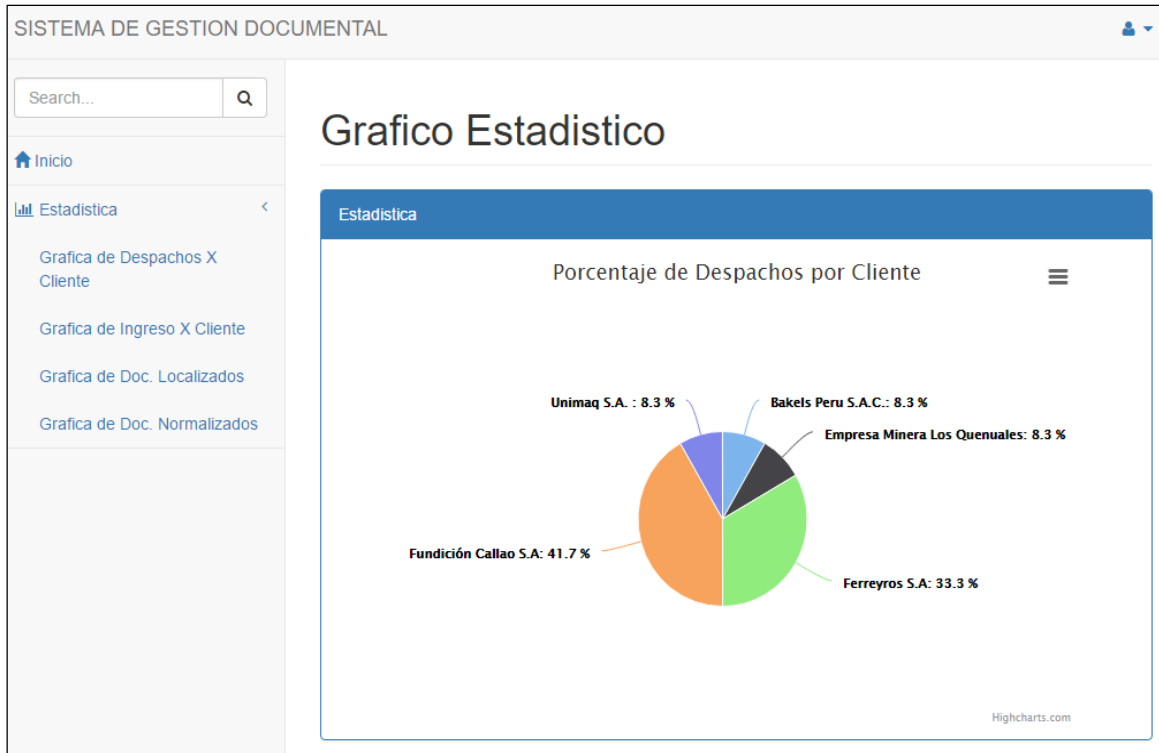 SISTEMA DE GESTION DOCUMENTAL
Search...
Inicio
Estadistica
Grafica de Despachos X
Cliente
Grafica de Ingreso X Cliente
Grafica de Doc. Localizados
Grafica de Doc. Normalizados
Grafico Estadistico
Estadistica
Porcentaje de Despachos por Cliente
Unimaq S.A. : 8.3 %
Bakels Peru S.A.C.: 8.3 %
Empresa Minera Los Quenuales: 8.3 %
Fundición Callao S.A: 41.7 %
Ferreyros S.A: 33.3 %
Highcharts.com